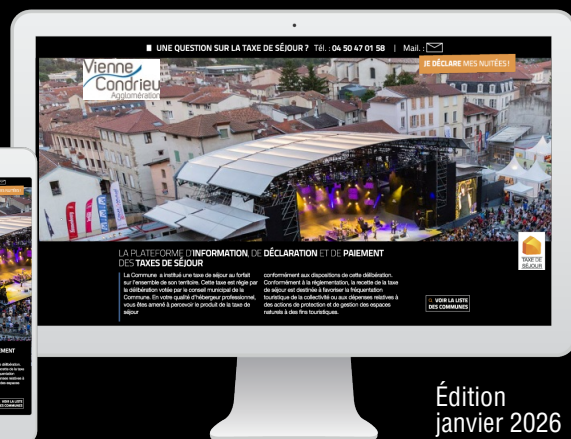 UNE QUESTION SUR LA TAXE DE SÉJOUR ? Tél. : 04 50 47 01 58 | Mail. :
JE DÉCLARE MES NUITÉES !
Vienne
Condrieu
Agglomération
LA PLATEFORME D'INFORMATION, DE DÉCLARATION ET DE PAIEMENT
DES TAXES DE SÉJOUR
La Commune a institué une taxe de séjour au forfait
sur l'ensemble de son territoire. Cette taxe est régie par
la délibération votée par le conseil municipal de la
Commune. En votre qualité d'hébergeur professionnel,
vous êtes amené à percevoir le produit de la taxe de
séjour
conformément aux dispositions de cette délibération.
Conformément à la réglementation, la recette de la taxe
de séjour est destinée à favoriser la fréquentation
touristique de la collectivité ou aux dépenses relatives à
des actions de protection et de gestion des espaces
naturels à des fins touristiques.
TAXE DE
SÉJOUR
VOIR LA LISTE
DES COMMUNES
VOIR LA LISTE
DES COMMUNES
Édition
janvier 2026